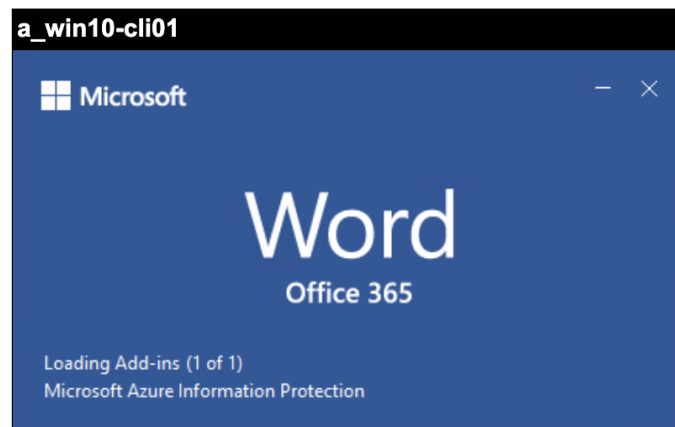 a_win10-cli01
Microsoft
Word
Office 365
Loading Add-ins (1 of 1)
Microsoft Azure Information Protection